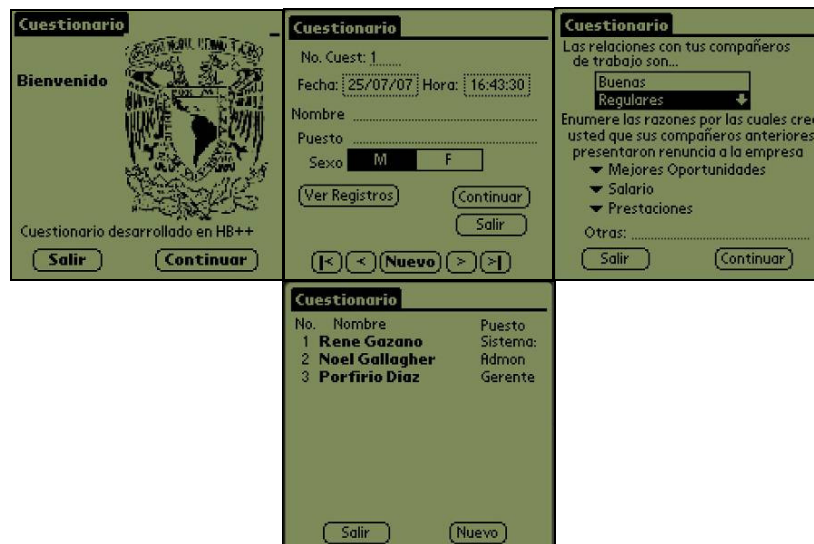 Cuestionario
Bienvenido
Cuestionario desarrollado en HB++
Salir
Continuar
Cuestionario
No. Cuest: 1
Fecha: 25/07/07 Hora: 16:43:30
Nombre
Puesto
Sexo M F
Ver Registros
Continuar
Salir
|< < Nuevo > >|
Cuestionario
Las relaciones con tus compañeros
de trabajo son...
Buenas
Regulares
Enumere las razones por las cuales cree
usted que sus compañeros anteriores
presentaron renuncia a la empresa
Mejores Oportunidades
Salario
Prestaciones
Otras:
Salir
Continuar
Cuestionario
No. Nombre Puesto
1 Rene Gazano Sistema:
2 Noel Gallagher Admon
3 Porfirio Diaz Gerente
Salir
Nuevo